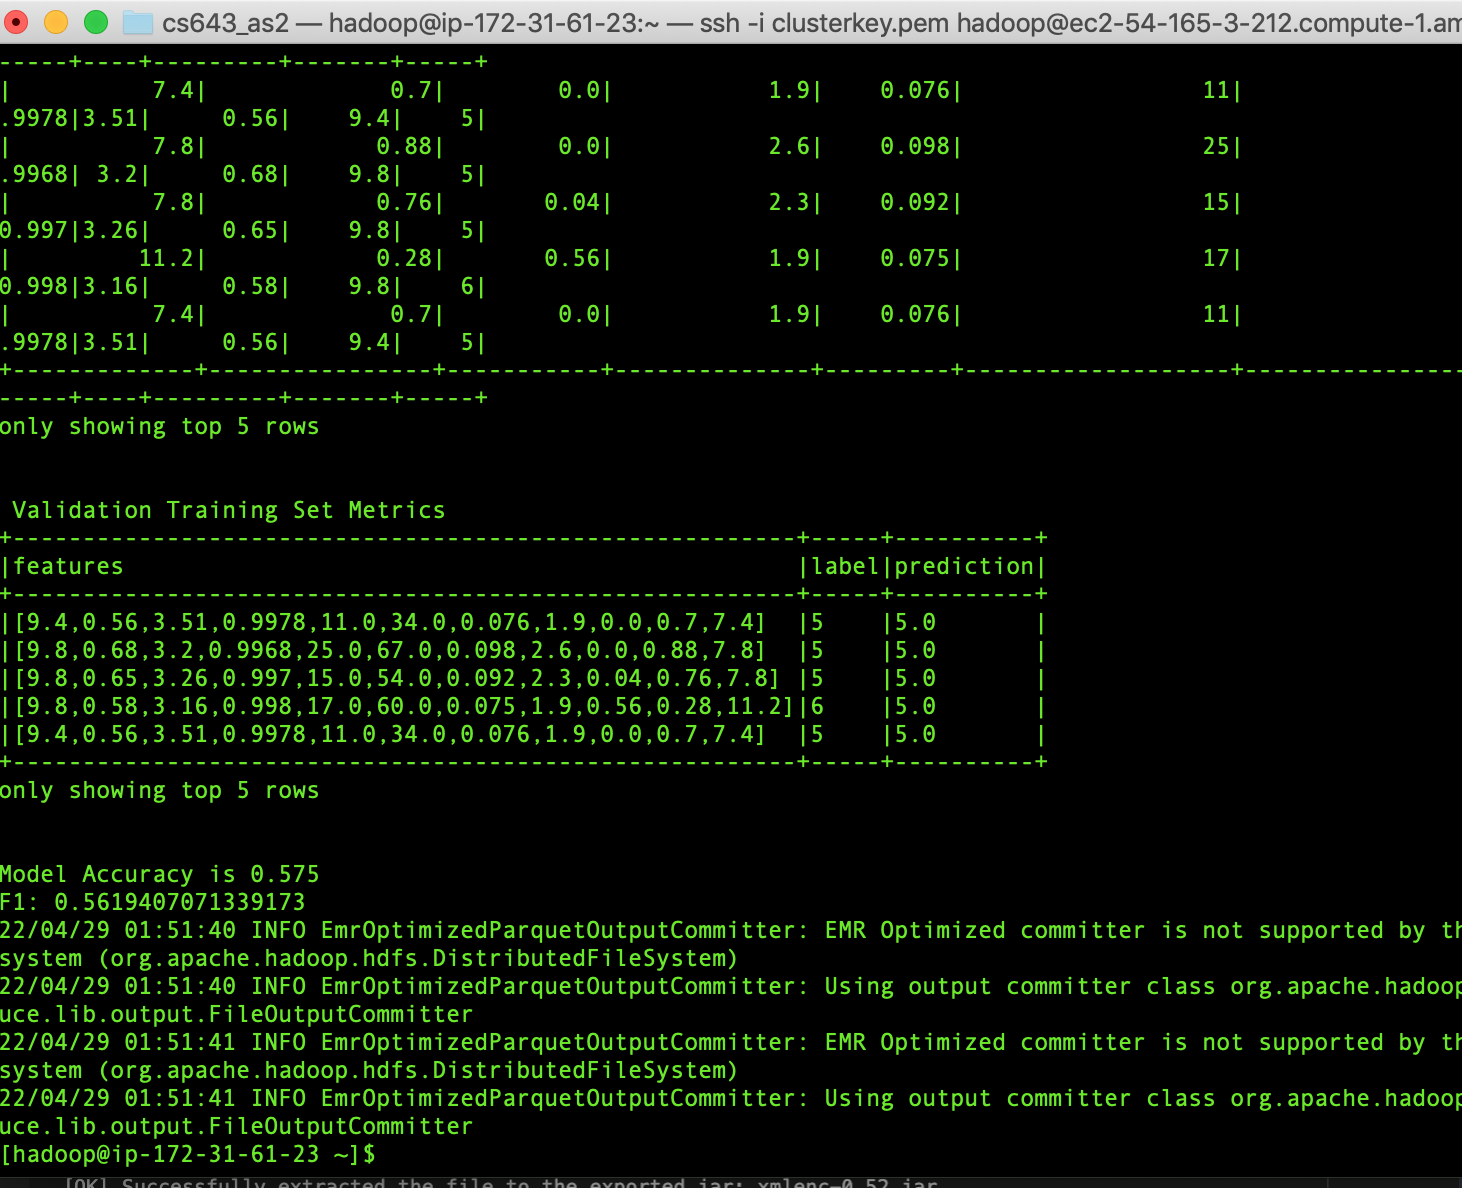 cs643_as2 — hadoop@ip-172-31-61-23:~ — ssh -i clusterkey.pem hadoop@ec2-54-165-3-212.compute-1.am
-----+----+---------+-------+-----+
|          7.4|             0.7|        0.0|           1.9|    0.076|                 11|
.9978|3.51|     0.56|    9.4|    5|
|          7.8|            0.88|        0.0|           2.6|    0.098|                 25|
.9968| 3.2|     0.68|    9.8|    5|
|          7.8|            0.76|       0.04|           2.3|    0.092|                 15|
0.997|3.26|     0.65|    9.8|    5|
|         11.2|            0.28|       0.56|           1.9|    0.075|                 17|
0.998|3.16|     0.58|    9.8|    6|
|          7.4|             0.7|        0.0|           1.9|    0.076|                 11|
.9978|3.51|     0.56|    9.4|    5|
+-------------+----------------+-----------+--------------+---------+-------------------+----------------
-----+----+---------+-------+-----+
only showing top 5 rows
 Validation Training Set Metrics
+--------------------------------------------------------+-----+----------+
|features                                                |label|prediction|
+--------------------------------------------------------+-----+----------+
|[9.4,0.56,3.51,0.9978,11.0,34.0,0.076,1.9,0.0,0.7,7.4]  |5    |5.0       |
|[9.8,0.68,3.2,0.9968,25.0,67.0,0.098,2.6,0.0,0.88,7.8]  |5    |5.0       |
|[9.8,0.65,3.26,0.997,15.0,54.0,0.092,2.3,0.04,0.76,7.8] |5    |5.0       |
|[9.8,0.58,3.16,0.998,17.0,60.0,0.075,1.9,0.56,0.28,11.2]|6    |5.0       |
|[9.4,0.56,3.51,0.9978,11.0,34.0,0.076,1.9,0.0,0.7,7.4]  |5    |5.0       |
+--------------------------------------------------------+-----+----------+
only showing top 5 rows
Model Accuracy is 0.575
F1: 0.5619407071339173
22/04/29 01:51:40 INFO EmrOptimizedParquetOutputCommitter: EMR Optimized committer is not supported by th
system (org.apache.hadoop.hdfs.DistributedFileSystem)
22/04/29 01:51:40 INFO EmrOptimizedParquetOutputCommitter: Using output committer class org.apache.hadoop
uce.lib.output.FileOutputCommitter
22/04/29 01:51:41 INFO EmrOptimizedParquetOutputCommitter: EMR Optimized committer is not supported by th
system (org.apache.hadoop.hdfs.DistributedFileSystem)
22/04/29 01:51:41 INFO EmrOptimizedParquetOutputCommitter: Using output committer class org.apache.hadoop
uce.lib.output.FileOutputCommitter
[hadoop@ip-172-31-61-23 ~]$
[OK] Successfully extracted the file to the exported jar: xmlenc-0.52.jar